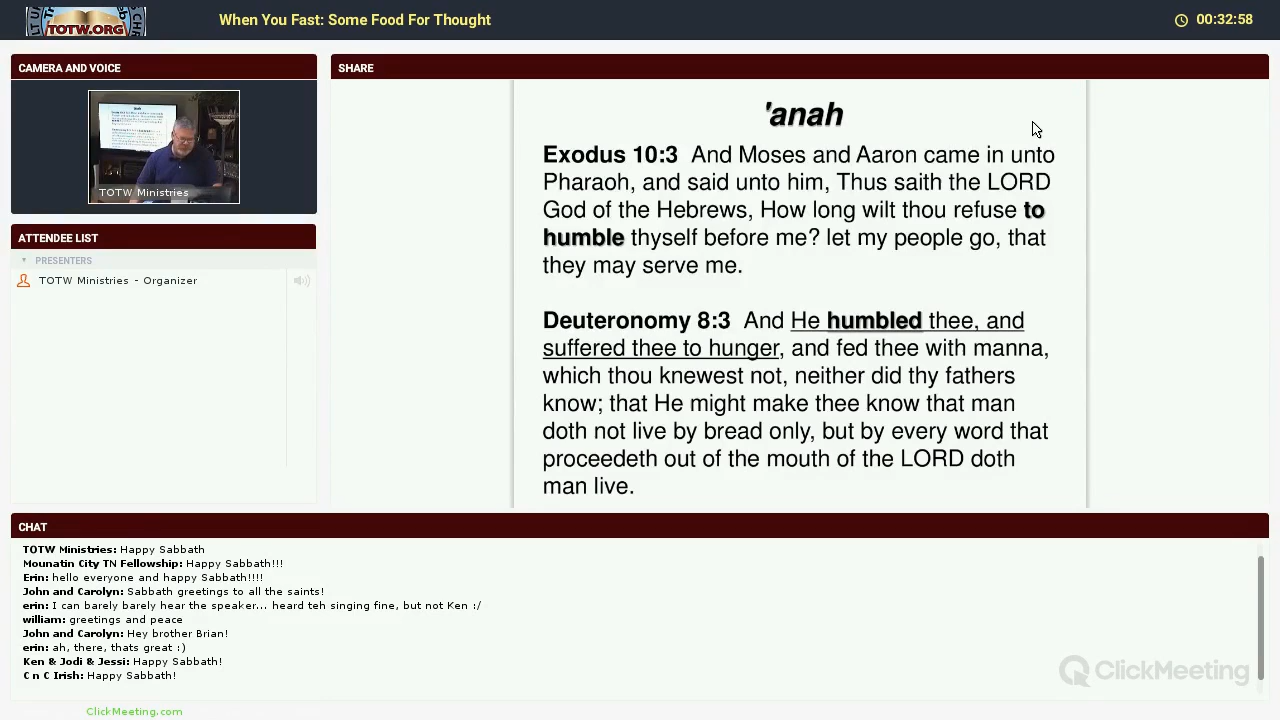 TOTW.ORG
When You Fast: Some Food For Thought
00:32:58
CAMERA AND VOICE
TOTW Ministries
ATTENDEE LIST
PRESENTERS
TOTW Ministries - Organizer
SHARE
'anah
Exodus 10:3 And Moses and Aaron came in unto
Pharaoh, and said unto him, Thus saith the LORD
God of the Hebrews, How long wilt thou refuse to
humble thyself before me? let my people go, that
they may serve me.
Deuteronomy 8:3 And He humbled thee, and
suffered thee to hunger, and fed thee with manna,
which thou knewest not, neither did thy fathers
know; that He might make thee know that man
doth not live by bread only, but by every word that
proceedeth out of the mouth of the LORD doth
man live.
CHAT
TOTW Ministries: Happy Sabbath
Mounatin City TN Fellowship: Happy Sabbath!!!
Erin: hello everyone and happy Sabbath!!!!
John and Carolyn: Sabbath greetings to all the saints!
erin: I can barely barely hear the speaker... heard teh singing fine, but not Ken :/
william: greetings and peace
John and Carolyn: Hey brother Brian!
erin: ah, there, thats great :)
Ken & Jodi & Jessi: Happy Sabbath!
C n C Irish: Happy Sabbath!
ClickMeeting
ClickMeeting.com